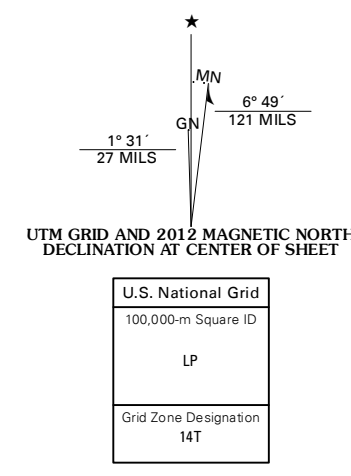 ★
MN
GN
6° 49´
121 MILS
1° 31´
27 MILS
UTM GRID AND 2012 MAGNETIC NORTH
DECLINATION AT CENTER OF SHEET
U.S. National Grid
100,000-m Square ID
LP
Grid Zone Designation
14T